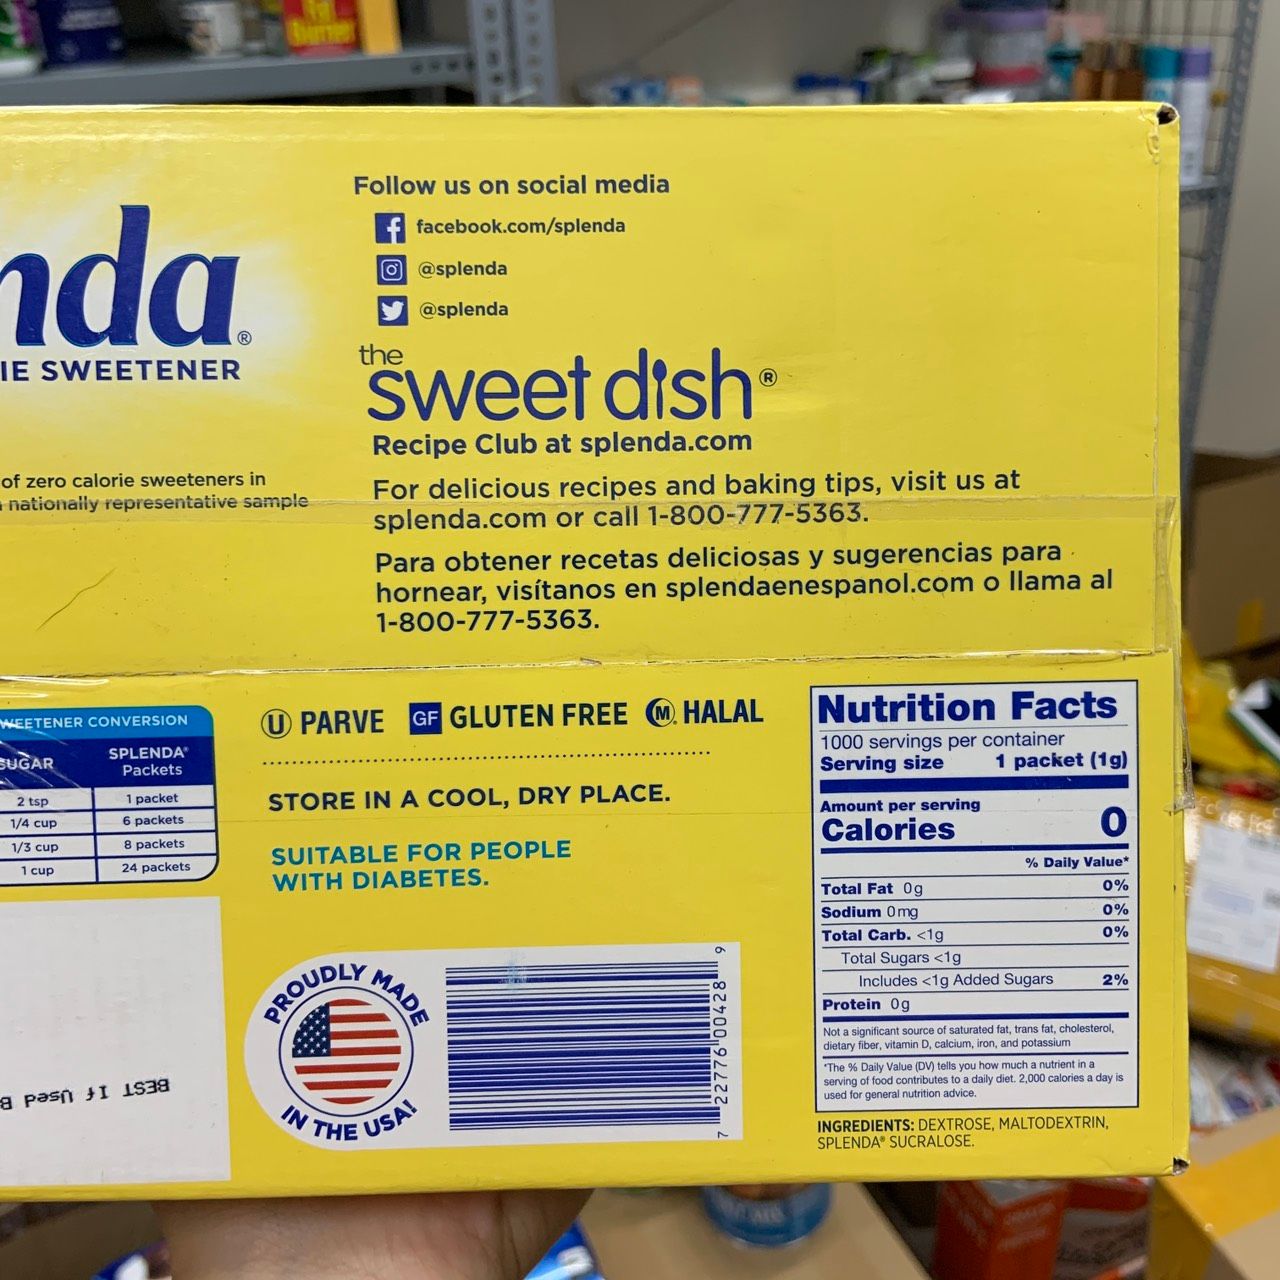 Fat
Burner
nda®
IE SWEETENER
of zero calorie sweeteners in
nationally representative sample
Follow us on social media
facebook.com/splenda
@splenda
@splenda
the
sweet dish®
Recipe Club at splenda.com
For delicious recipes and baking tips, visit us at
splenda.com or call 1-800-777-5363.
Para obtener recetas deliciosas y sugerencias para
hornear, visítanos en splendaenespanol.com o llama al
1-800-777-5363.
WEETENER CONVERSION
SUGAR
SPLENDA®
Packets
2 tsp 1 packet
1/4 cup 6 packets
1/3 cup 8 packets
1 cup 24 packets
U PARVE GF GLUTEN FREE M HALAL
STORE IN A COOL, DRY PLACE.
SUITABLE FOR PEOPLE
WITH DIABETES.
BEST If Used B
PROUDLY MADE
IN THE USA!
7 22776 00428 9
Nutrition Facts
1000 servings per container
Serving size 1 packet (1g)
Amount per serving
Calories 0
% Daily Value*
Total Fat 0g 0%
Sodium 0mg 0%
Total Carb. <1g 0%
Total Sugars <1g
Includes <1g Added Sugars 2%
Protein 0g
Not a significant source of saturated fat, trans fat, cholesterol,
dietary fiber, vitamin D, calcium, iron, and potassium
*The % Daily Value (DV) tells you how much a nutrient in a
serving of food contributes to a daily diet. 2,000 calories a day is
used for general nutrition advice.
INGREDIENTS: DEXTROSE, MALTODEXTRIN,
SPLENDA® SUCRALOSE.